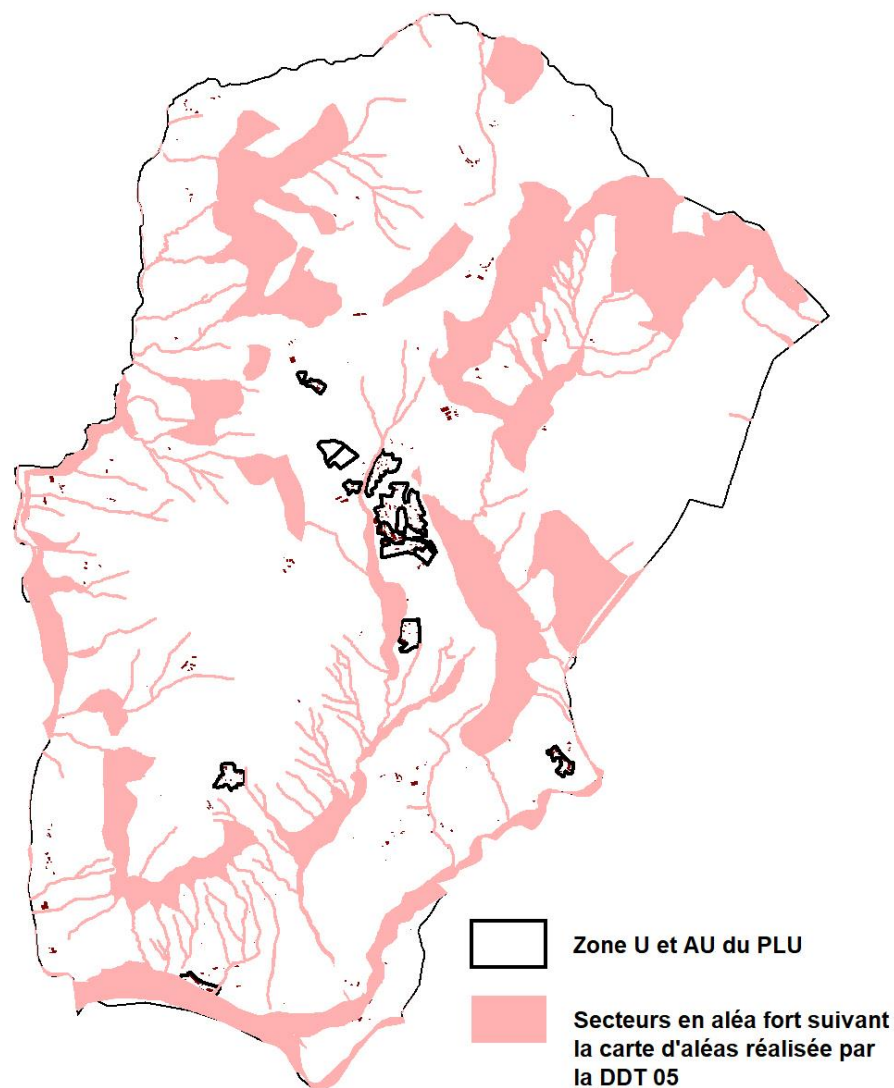 Zone U et AU du PLU
Secteurs en aléa fort suivant
la carte d'aléas réalisée par
la DDT 05